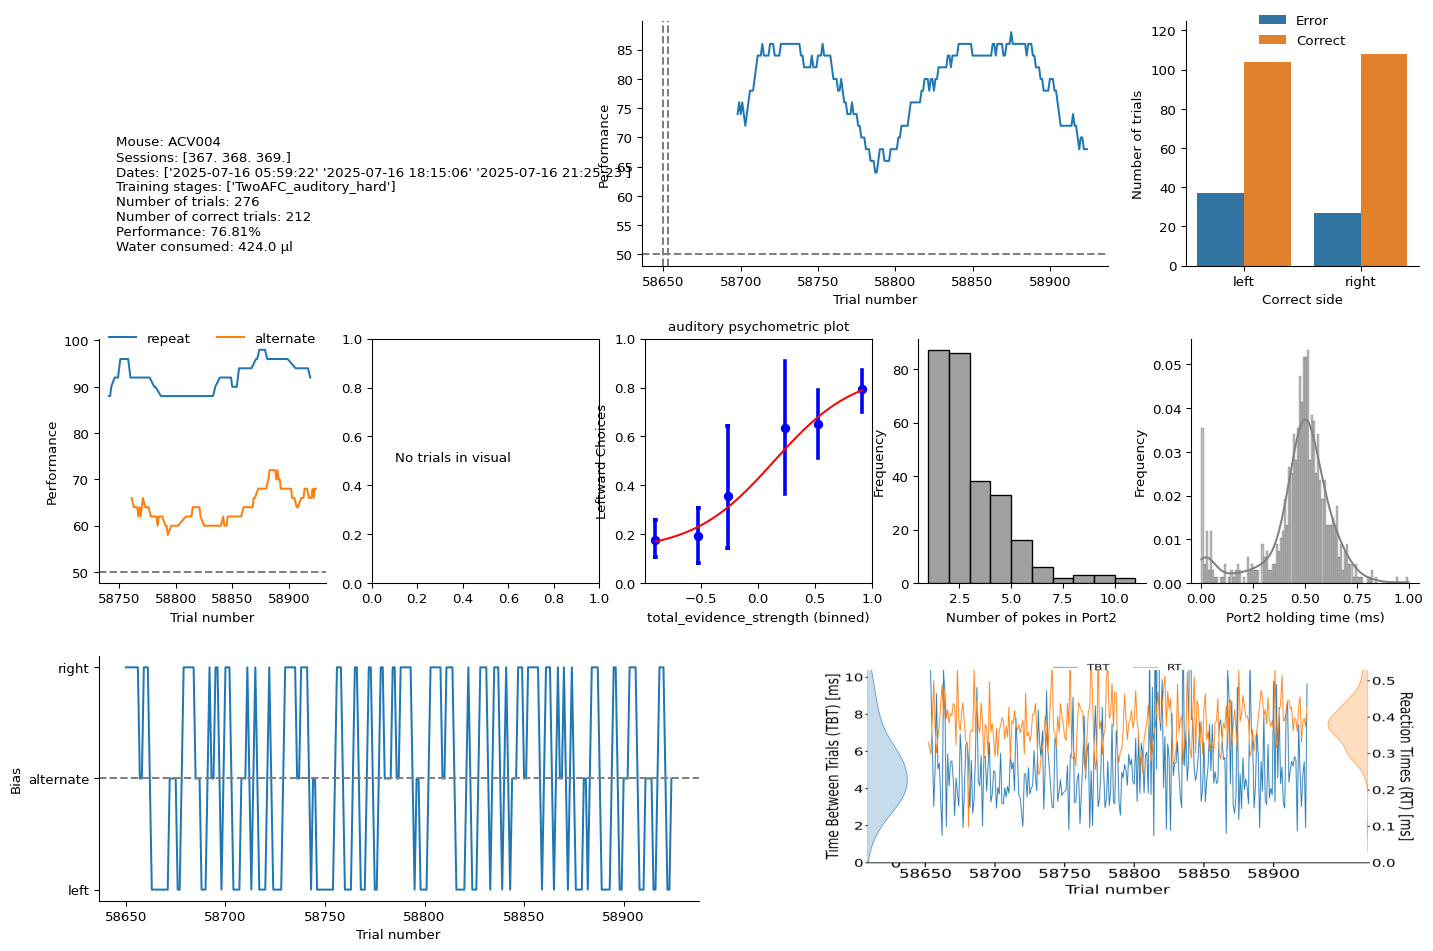 Mouse: ACV004
Sessions: [367. 368. 369.]
Dates: ['2025-07-16 05:59:22' '2025-07-16 18:15:06' '2025-07-16 21:25:23']
Training stages: ['TwoAFC_auditory_hard']
Number of trials: 276
Number of correct trials: 212
Performance: 76.81%
Water consumed: 424.0 µl
Performance
85
80
75
70
65
60
55
50
58650 58700 58750 58800 58850 58900
Trial number
Error
Correct
Number of trials
120
100
80
60
40
20
0
left right
Correct side
repeat alternate
Performance
100
90
80
70
60
50
58750 58800 58850 58900
Trial number
1.0
0.8
0.6
0.4
0.2
0.0
No trials in visual
0.0 0.2 0.4 0.6 0.8 1.0
auditory psychometric plot
Leftward Choices
1.0
0.8
0.6
0.4
0.2
0.0
−0.5 0.0 0.5 1.0
total_evidence_strength (binned)
Frequency
80
60
40
20
0
2.5 5.0 7.5 10.0
Number of pokes in Port2
Frequency
0.05
0.04
0.03
0.02
0.01
0.00
0.00 0.25 0.50 0.75 1.00
Port2 holding time (ms)
Bias
right
alternate
left
58650 58700 58750 58800 58850 58900
Trial number
TBT RT
Time Between Trials (TBT) [ms]
10
8
6
4
2
0
0
58650 58700 58750 58800 58850 58900
Trial number
0.5
0.4
0.3
0.2
0.1
0.0
Reaction Times (RT) [ms]